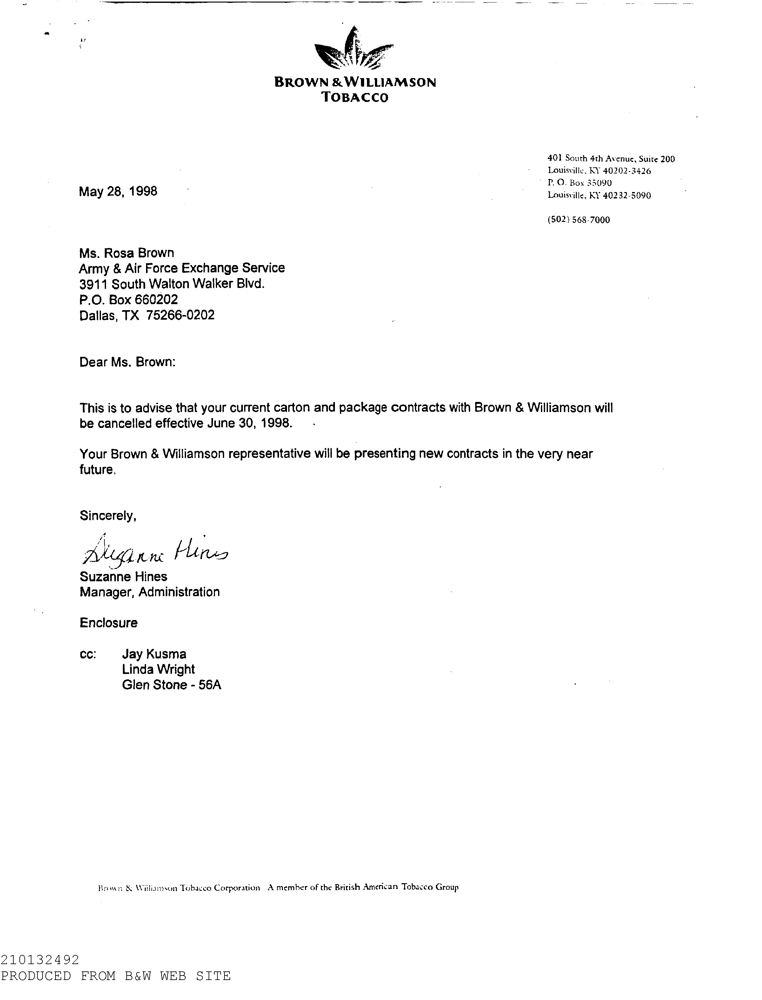 BROWN & WILLIAMSON
TOBACCO
401 South 4th Avenue, Suite 200
Louisville, KY 40202-3426
P. O. Box 35090
Louisville, KY 40232-5090
(502) 568-7000
May 28, 1998
Ms. Rosa Brown
Army & Air Force Exchange Service
3911 South Walton Walker Blvd.
P.O. Box 660202
Dallas, TX 75266-0202
Dear Ms. Brown:
This is to advise that your current carton and package contracts with Brown & Williamson will
be cancelled effective June 30, 1998.
Your Brown & Williamson representative will be presenting new contracts in the very near
future.
Sincerely,
Suzanne Hines
Suzanne Hines
Manager, Administration
Enclosure
cc: Jay Kusma
Linda Wright
Glen Stone - 56A
Brown & Williamson Tobacco Corporation A member of the British American Tobacco Group
210132492
PRODUCED FROM B&W WEB SITE